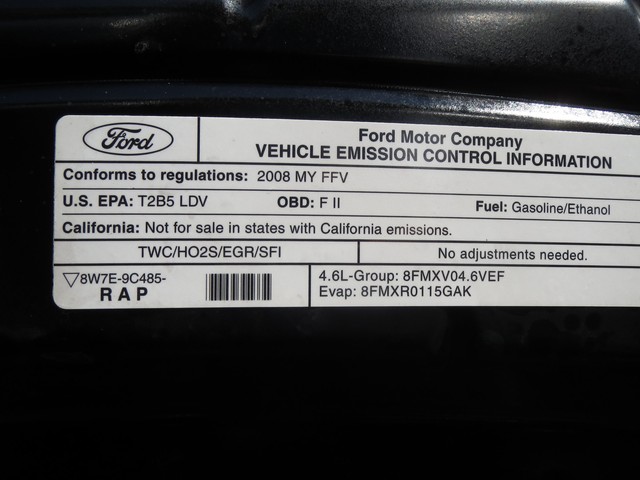 Ford
Ford Motor Company
VEHICLE EMISSION CONTROL INFORMATION
Conforms to regulations: 2008 MY FFV
U.S. EPA: T2B5 LDV OBD: F II Fuel: Gasoline/Ethanol
California: Not for sale in states with California emissions.
TWC/HO2S/EGR/SFI No adjustments needed.
▽8W7E-9C485-
R A P
4.6L-Group: 8FMXV04.6VEF
Evap: 8FMXR0115GAK